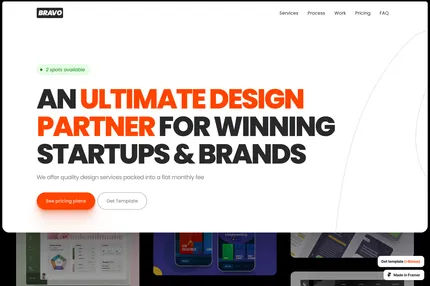 BRAVO
Services Process Work Pricing FAQ
2 spots available
AN ULTIMATE DESIGN
PARTNER FOR WINNING
STARTUPS & BRANDS
We offer quality design services packed into a flat monthly fee
See pricing plans
Get Template
Get template (+Bonus)
Made in Framer